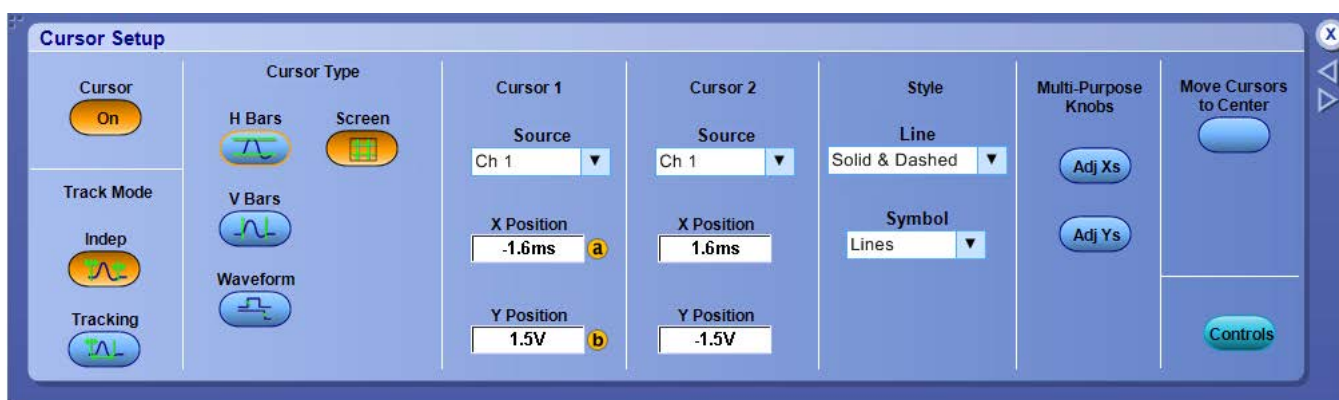 Cursor Setup
X
Cursor
On
Track Mode
Indep
Tracking
Cursor Type
H Bars
Screen
V Bars
Waveform
Cursor 1
Source
Ch 1
X Position
-1.6ms
a
Y Position
1.5V
b
Cursor 2
Source
Ch 1
X Position
1.6ms
Y Position
-1.5V
Style
Line
Solid & Dashed
Symbol
Lines
Multi-Purpose
Knobs
Adj Xs
Adj Ys
Move Cursors
to Center
Controls